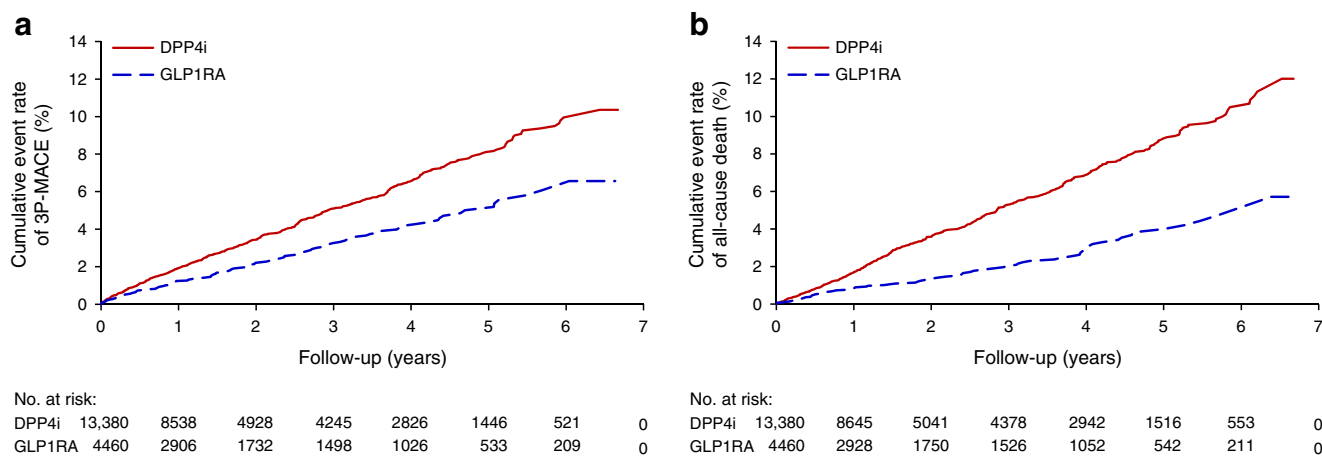 a
14
12
10
8
6
4
2
0
Cumulative event rate
of 3P-MACE (%)
DPP4i
GLP1RA
0 1 2 3 4 5 6 7
Follow-up (years)
No. at risk:
DPP4i 13,380 8538 4928 4245 2826 1446 521 0
GLP1RA 4460 2906 1732 1498 1026 533 209 0
b
14
12
10
8
6
4
2
0
Cumulative event rate
of all-cause death (%)
DPP4i
GLP1RA
0 1 2 3 4 5 6 7
Follow-up (years)
No. at risk:
DPP4i 13,380 8645 5041 4378 2942 1516 553 0
GLP1RA 4460 2928 1750 1526 1052 542 211 0